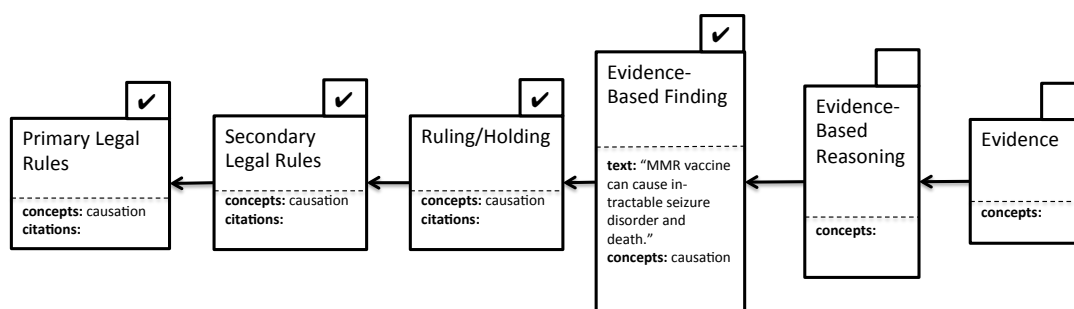 ✔
Primary Legal
Rules
concepts: causation
citations:
✔
Secondary
Legal Rules
concepts: causation
citations:
✔
Ruling/Holding
concepts: causation
citations:
✔
Evidence-
Based Finding
text: “MMR vaccine
can cause in-
tractable seizure
disorder and
death.”
concepts: causation
Evidence-
Based
Reasoning
concepts:
Evidence
concepts: